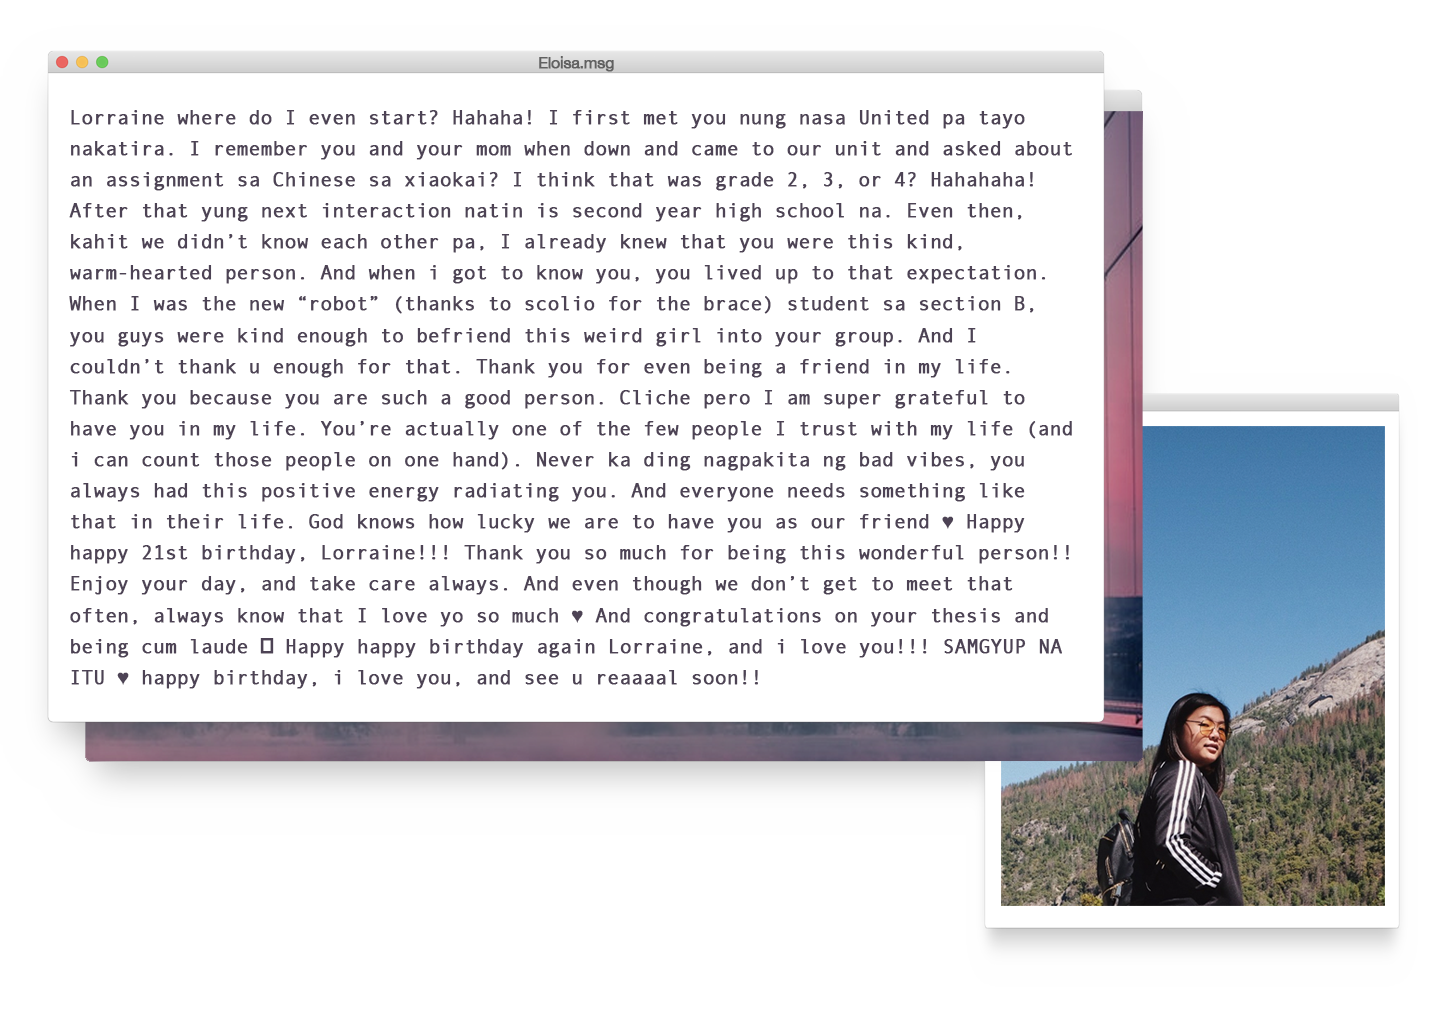 Eloisa.msg
Lorraine where do I even start? Hahaha! I first met you nung nasa United pa tayo
nakatira. I remember you and your mom when down and came to our unit and asked about
an assignment sa Chinese sa xiaokai? I think that was grade 2, 3, or 4? Hahahaha!
After that yung next interaction natin is second year high school na. Even then,
kahit we didn’t know each other pa, I already knew that you were this kind,
warm-hearted person. And when i got to know you, you lived up to that expectation.
When I was the new “robot” (thanks to scolio for the brace) student sa section B,
you guys were kind enough to befriend this weird girl into your group. And I
couldn’t thank u enough for that. Thank you for even being a friend in my life.
Thank you because you are such a good person. Cliche pero I am super grateful to
have you in my life. You’re actually one of the few people I trust with my life (and
i can count those people on one hand). Never ka ding nagpakita ng bad vibes, you
always had this positive energy radiating you. And everyone needs something like
that in their life. God knows how lucky we are to have you as our friend ♥ Happy
happy 21st birthday, Lorraine!!! Thank you so much for being this wonderful person!!
Enjoy your day, and take care always. And even though we don’t get to meet that
often, always know that I love yo so much ♥ And congratulations on your thesis and
being cum laude  Happy happy birthday again Lorraine, and i love you!!! SAMGYUP NA
ITU ♥ happy birthday, i love you, and see u reaaaal soon!!